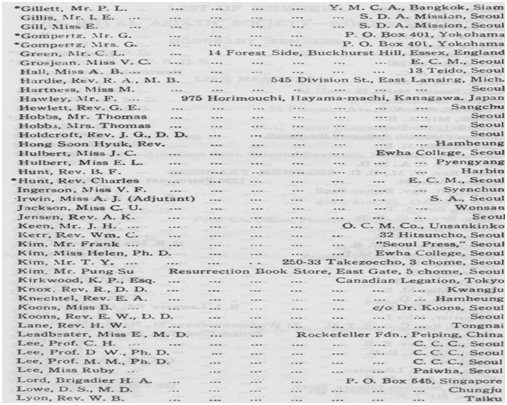 *Gillett, Mr. P. L. ... ... ... Y. M. C. A., Bangkok, Siam
Gillis, Mr. I. E. ... ... ... ... S. D. A. Mission, Seoul
Gill, Miss E. ... ... ... ... S. D. A. Mission, Seoul
*Gompertz, Mr. G. ... ... ... ... P. O. Box 401, Yokohama
*Gompertz, Mrs. G. ... ... ... ... P. O. Box 401, Yokohama
Green, Mr. C. L. ... 14 Forest Side, Buckhurst Hill, Essex, England
Grosjean, Miss V. C. ... ... ... ... E. C. M., Seoul
Hall, Miss A. B. ... ... ... ... ... 13 Teido, Seoul
Hardie, Rev. R. A., M. B. 545 Division St., East Lansing, Mich.
Hartness, Miss M. ... ... ... ... ... Seoul
Hawley, Mr. F. ... 975 Horimouchi, Hayama-machi, Kanagawa, Japan
Hewlett, Rev. G. E. ... ... ... ... ... Sangchu
Hobbs, Mr. Thomas ... ... ... ... ... Seoul
Hobbs, Mrs. Thomas ... ... ... ... ... Seoul
Holdcroft, Rev. J. G., D. D. ... ... ... ... Seoul
Hong Soon Hyuk, Rev. ... ... ... ... Hamheung
Hulbert, Miss J. C. ... ... ... ... Ewha College, Seoul
Hulbert, Miss E. L. ... ... ... ... ... Pyengyang
Hunt, Rev. B. F. ... ... ... ... ... Harbin
*Hunt, Rev. Charles ... ... ... ... E. C. M., Seoul
Ingerson, Miss V. F. ... ... ... ... ... Syenchun
Irwin, Miss A. J. (Adjutant) ... ... ... ... S. A., Seoul
Jackson, Miss C. U. ... ... ... ... ... Wonsan
Jensen, Rev. A. K. ... ... ... ... ... Seoul
Keen, Mr. J. H. ... ... ... ... O. C. M. Co., Unsankinko
Kerr, Rev. Wm. C. ... ... ... ... 32 Hitsuncho, Seoul
Kim, Mr. Frank ... ... ... ... "Seoul Press," Seoul
Kim, Miss Helen, Ph. D. ... ... ... Ewha College, Seoul
Kim, Mr. T. Y. ... ... ... 250-33 Takezoecho, 3 chome, Seoul
Kim, Mr. Pung Su Resurrection Book Store, East Gate, 5 chome, Seoul
Kirkwood, K. P., Esq. ... ... ... Canadian Legation, Tokyo
Knox, Rev. R., D. D. ... ... ... ... ... Kwangju
Knechtel, Rev. E. A. ... ... ... ... ... Hamheung
Koons, Miss B. ... ... ... ... ... c/o Dr. Koons, Seoul
Koons, Rev. E. W., D. D. ... ... ... ... Seoul
Lane, Rev. H. W. ... ... ... ... ... Tongnai
Leadbeater, Miss E., M. D. ... Rockefeller Fdn., Peiping, China
Lee, Prof. C. H. ... ... ... ... ... C. C. C., Seoul
Lee, Prof. D W., Ph. D. ... ... ... ... C. C. C., Seoul
Lee, Prof. M. M., Ph. D. ... ... ... ... C. C. C., Seoul
Lee, Miss Ruby ... ... ... ... ... Paiwha, Seoul
Lord, Brigadier H. A. ... ... ... P. O. Box 545, Singapore
Lowe, D. S., M. D. ... ... ... ... ... Chungju
Lyon, Rev. W. B. ... ... ... ... ... Taiku